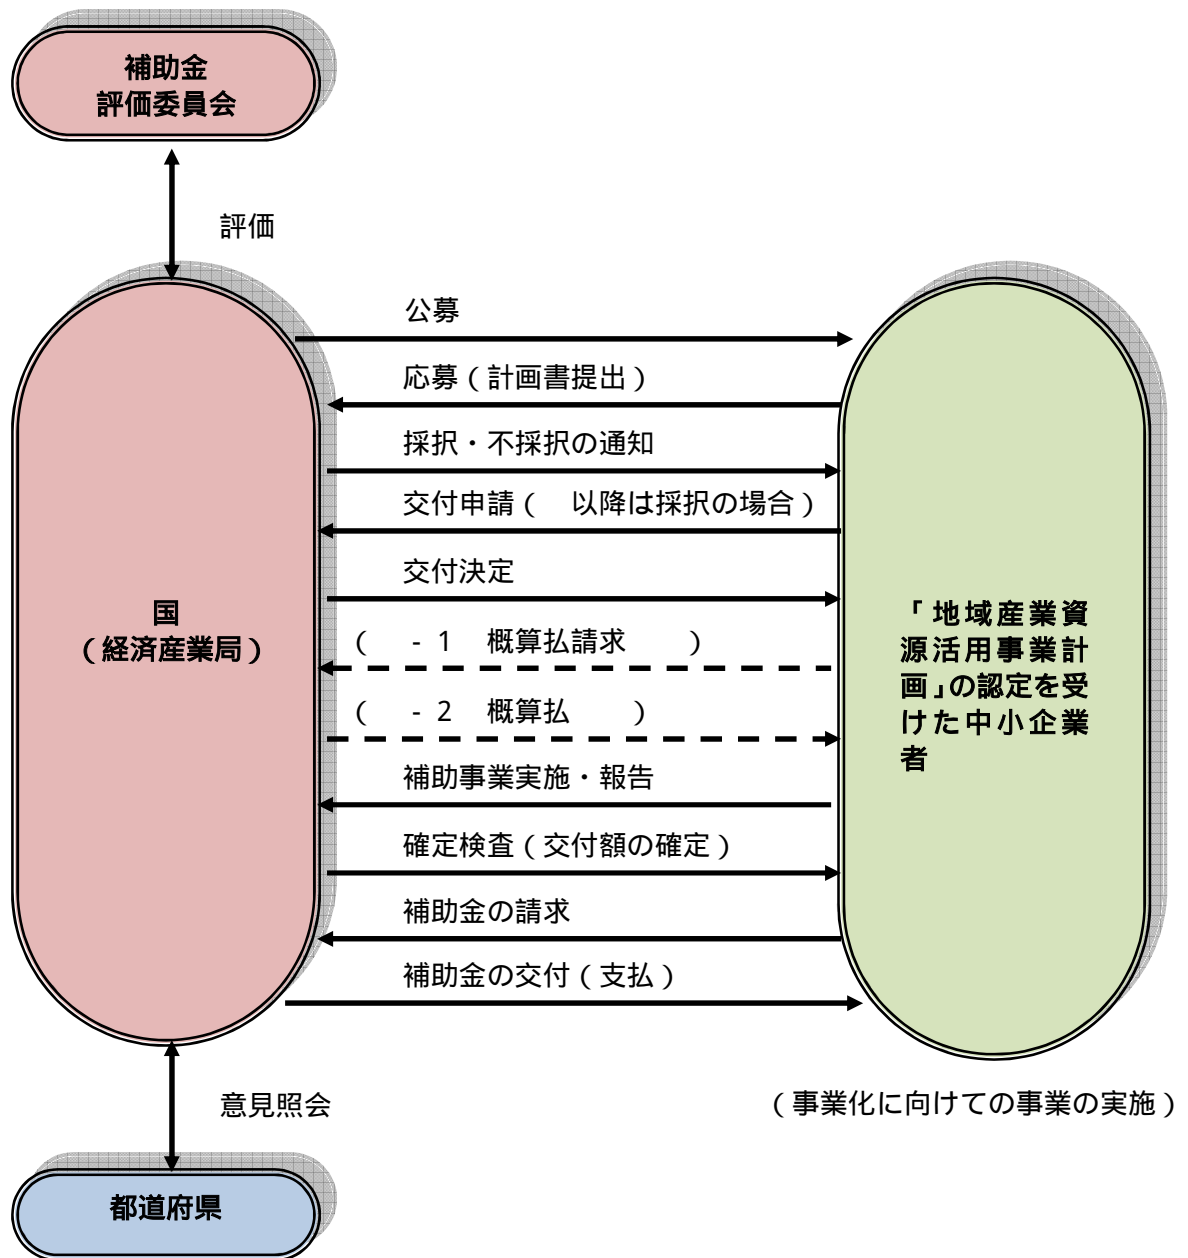 補助金
評価委員会
評価
公募
応募（計画書提出）
採択・不採択の通知
交付申請（　以降は採択の場合）
交付決定
（　-1　概算払請求　　）
（　-2　概算払　　）
補助事業実施・報告
確定検査（交付額の確定）
補助金の請求
補助金の交付（支払）
国
（経済産業局）
「地域産業資
源活用事業計
画」の認定を受
けた中小企業
者
意見照会
（事業化に向けての事業の実施）
都道府県